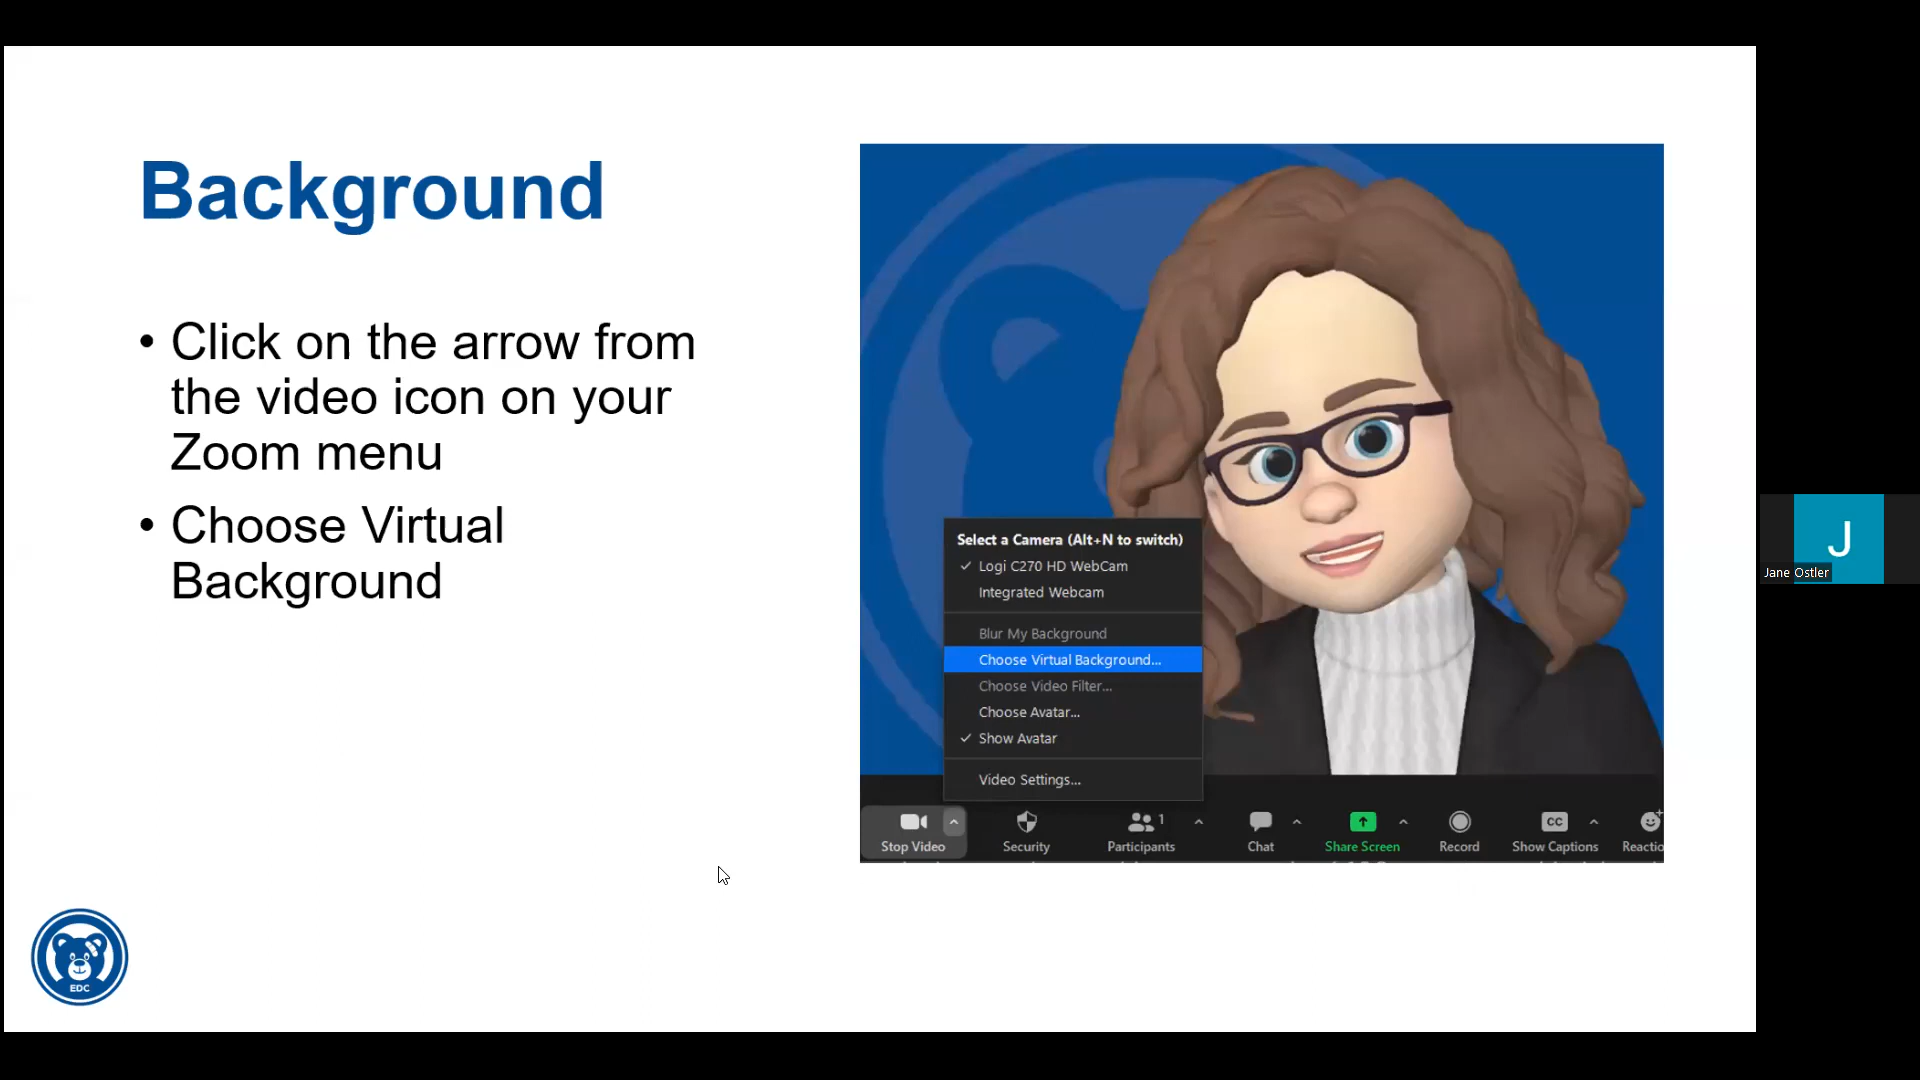 Background
• Click on the arrow from
the video icon on your
Zoom menu
• Choose Virtual
Background
Select a Camera (Alt+N to switch)
✓ Logi C270 HD WebCam
Integrated Webcam
Blur My Background
Choose Virtual Background...
Choose Video Filter...
Choose Avatar...
✓ Show Avatar
Video Settings...
1
CC
Stop Video
Security
Participants
Chat
Share Screen
Record
Show Captions
Reactio
J
Jane Ostler
EDC